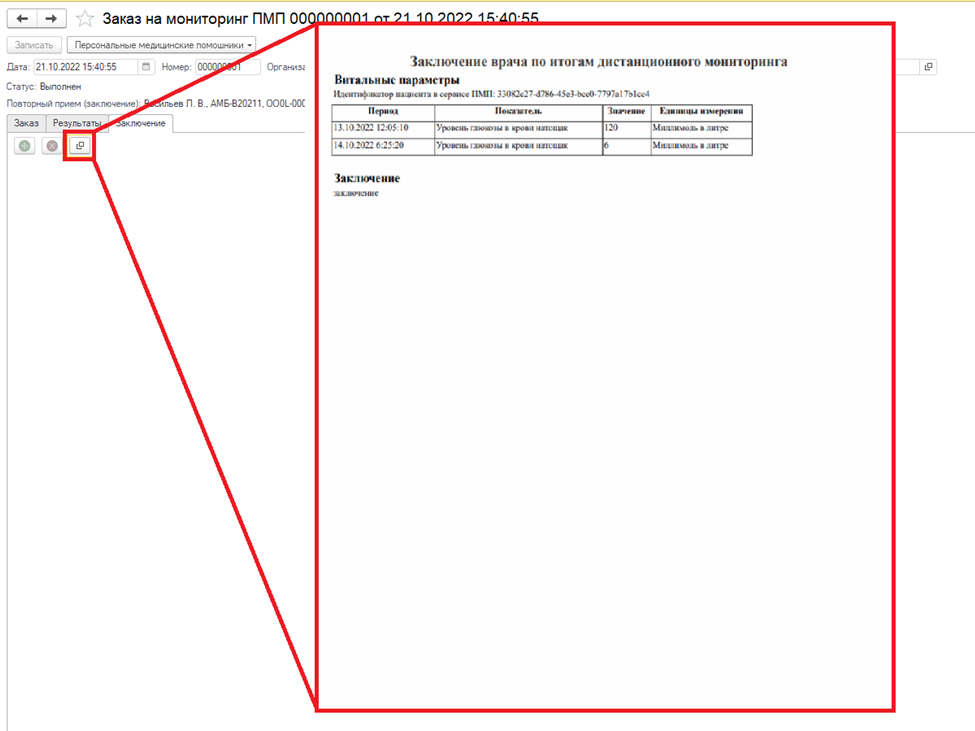 Заказ на мониторинг ПМП 000000001 от 21.10.2022 15:40:55
Записать Персональные медицинские помошники
Дата: 21.10.2022 15:40:55 Номер: 000000001 Организа
Статус: Выполнен
Повторный прием (заключение): Васильев П. В., АМБ-В20211, ОО0L-000
Заказ Результаты Заключение
Заключение врача по итогам дистанционного мониторинга
Витальные параметры
Идентификатор пациента в сервисе ПМП: 33082e27-d786-45e3-bce0-7797a17b1cc4
Период Показатель Значение Единицы измерения
13.10.2022 12:05:10 Уровень глюкозы в крови натощак 120 Миллимоль в литре
14.10.2022 6:25:20 Уровень глюкозы в крови натощак 6 Миллимоль в литре
Заключение
заключение